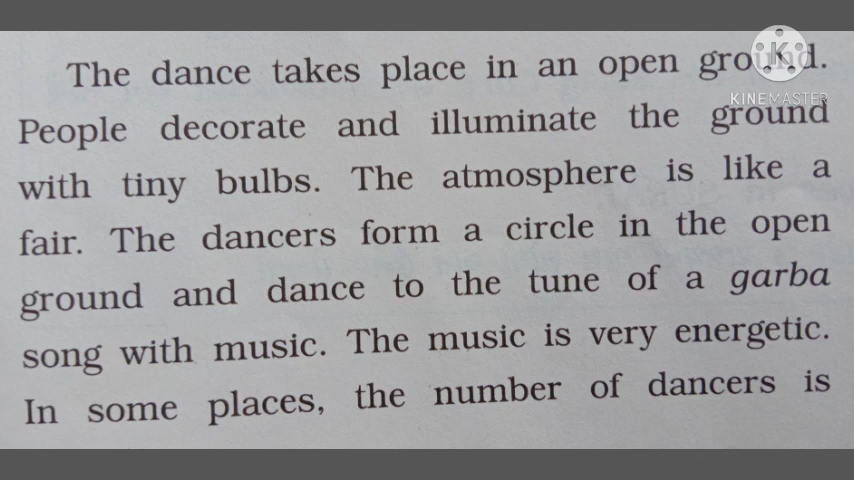 The dance takes place in an open ground.
KINEMASTER
People decorate and illuminate the ground
with tiny bulbs. The atmosphere is like a
fair. The dancers form a circle in the open
ground and dance to the tune of a garba
song with music. The music is very energetic.
In some places, the number of dancers is